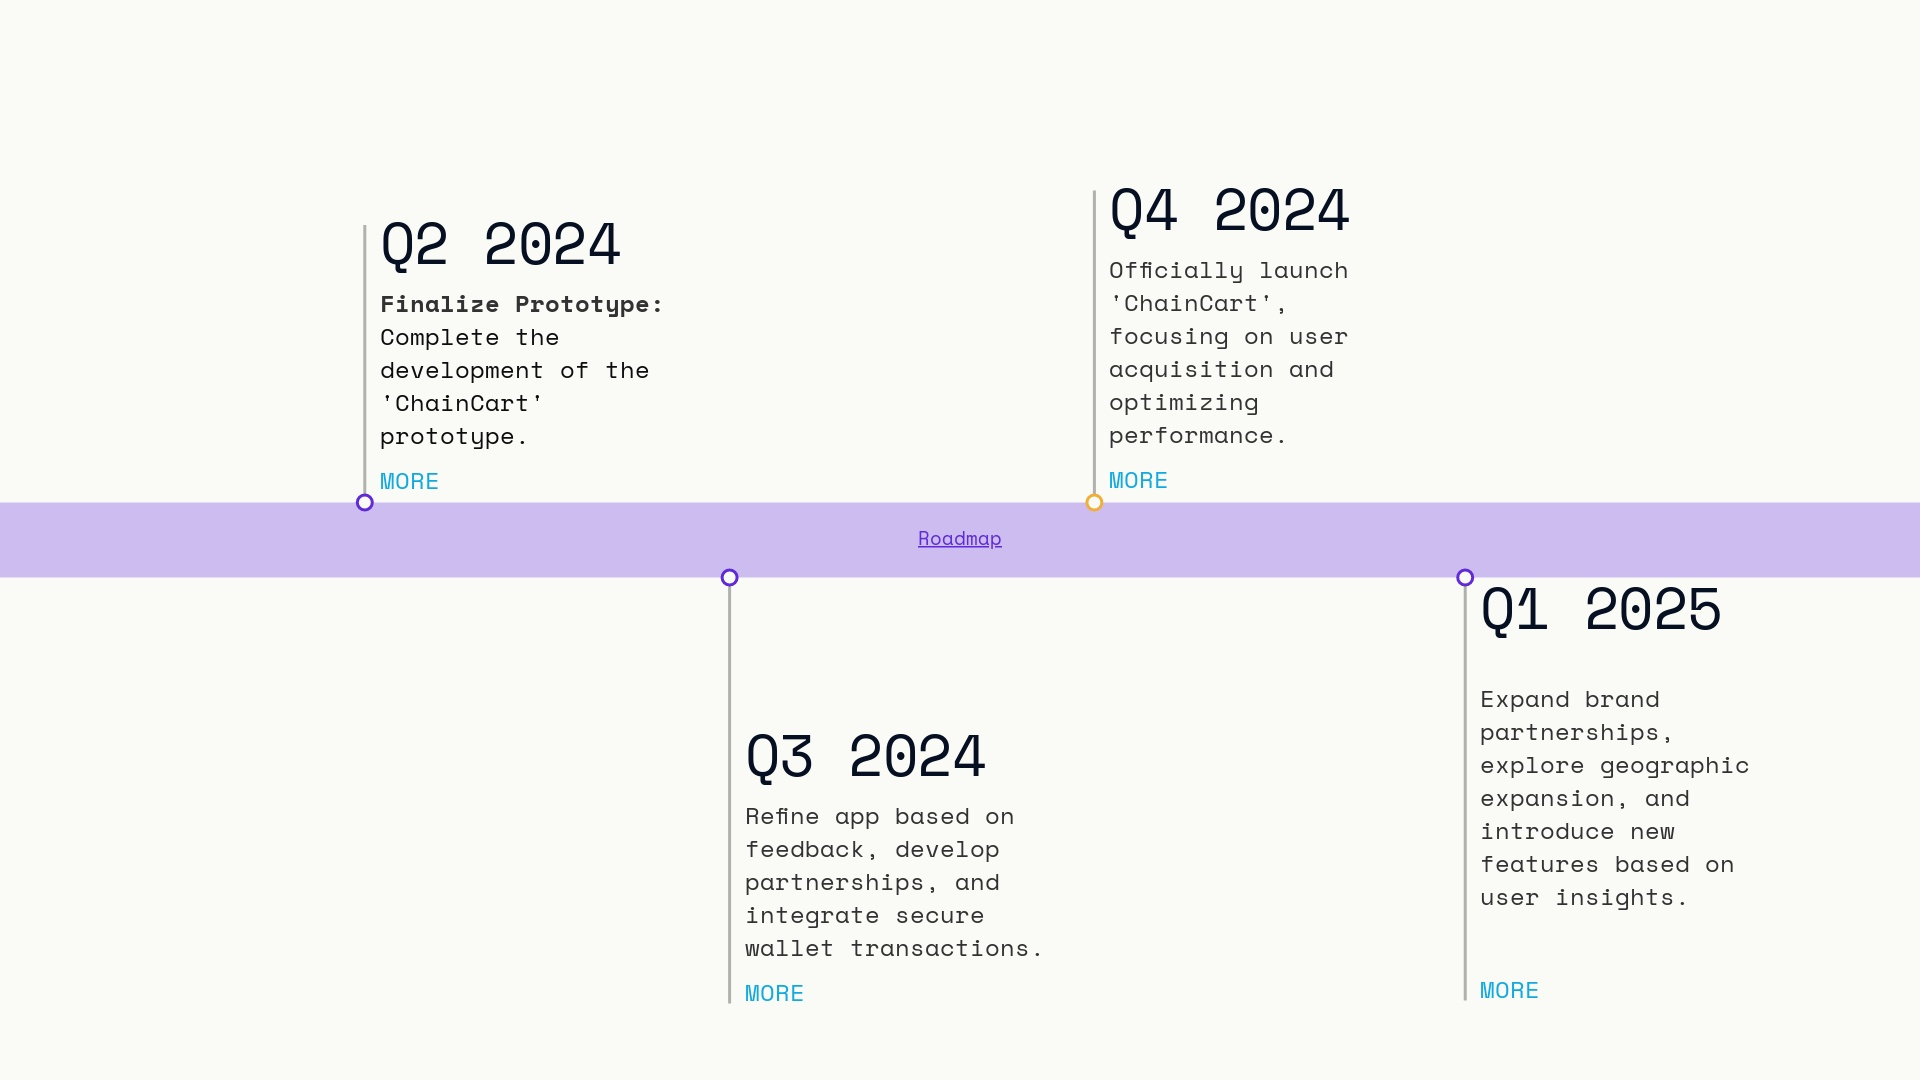 Q2 2024
Finalize Prototype:
Complete the
development of the
'ChainCart'
prototype.
MORE
Q4 2024
Officially launch
'ChainCart',
focusing on user
acquisition and
optimizing
performance.
MORE
Roadmap
Q3 2024
Refine app based on
feedback, develop
partnerships, and
integrate secure
wallet transactions.
MORE
Q1 2025
Expand brand
partnerships,
explore geographic
expansion, and
introduce new
features based on
user insights.
MORE